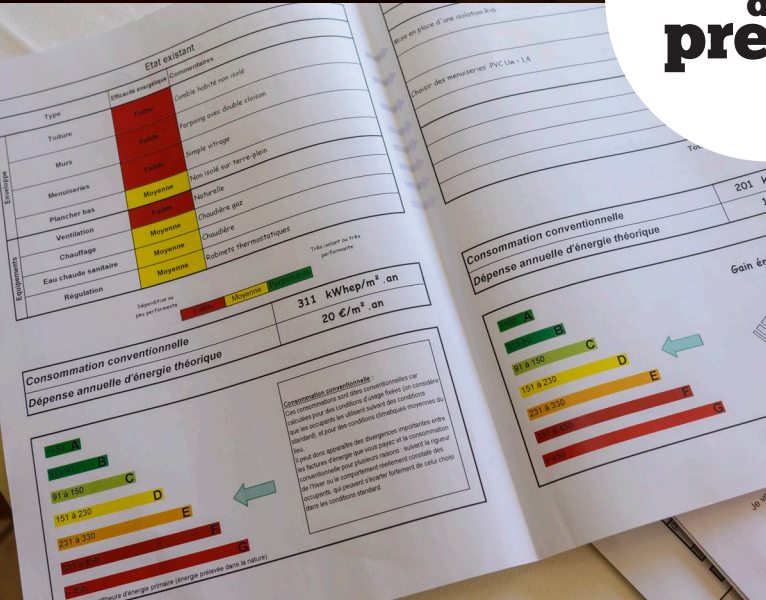 pre
Etat existant
Type
Efficacité énergétique
Commentaires
Enveloppe
Toiture
Faible
Comble habité non isolé
Murs
Faible
Parpaing avec double cloison
Menuiseries
Faible
Simple vitrage
Plancher bas
Moyenne
Non isolé sur terre-plein
Equipements
Ventilation
Faible
Naturelle
Chauffage
Moyenne
Chaudière gaz
Eau chaude sanitaire
Moyenne
Chaudière
Régulation
Moyenne
Robinets thermostatiques
Déperditive ou
peu performante
Faible
Moyenne
Performante
Très isolant ou très
performante
Consommation conventionnelle
311 kWhep/m².an
Dépense annuelle d'énergie théorique
20 €/m².an
A
B
91 à 150 C
151 à 230 D
231 à 330 E
F
G
Consommation conventionnelle :
Ces consommations sont dites conventionnelles car
calculées pour des conditions d'usage fixées (on considère
que les occupants les utilisent suivant des conditions
standard), et pour des conditions climatiques moyennes du
lieu.
Il peut donc apparaître des divergences importantes entre
les factures d'énergie que vous payez et la consommation
conventionnelle pour plusieurs raisons : suivant la rigueur
de l'hiver ou le comportement réellement constaté des
occupants, qui peuvent s'écarter fortement de celui choisi
dans les conditions standard.
d'énergie primaire (énergie prélevée dans la nature)
Mise en place d'une isolation R=6
Choisir des menuiseries PVC Uw < 1,4
Consommation conventionnelle
201
Dépense annuelle d'énergie théorique
Gain
A
B
91 à 150 C
151 à 230 D
231 à 330 E
F
G
Je